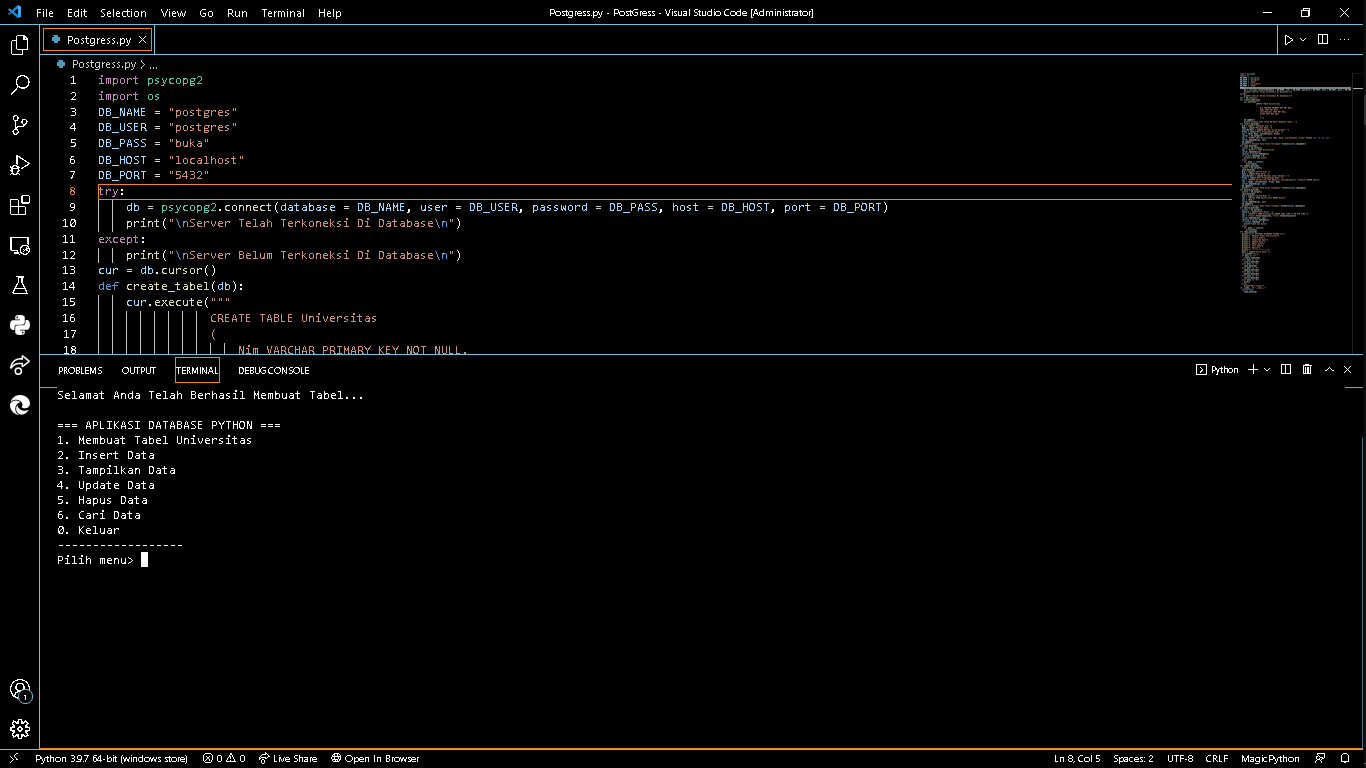 File Edit Selection View Go Run Terminal Help
Postgress.py - PostGress - Visual Studio Code [Administrator]
Postgress.py
Postgress.py > ...
1 import psycopg2
2 import os
3 DB_NAME = "postgres"
4 DB_USER = "postgres"
5 DB_PASS = "buka"
6 DB_HOST = "localhost"
7 DB_PORT = "5432"
8 try:
9 db = psycopg2.connect(database = DB_NAME, user = DB_USER, password = DB_PASS, host = DB_HOST, port = DB_PORT)
10 print("\nServer Telah Terkoneksi Di Database\n")
11 except:
12 print("\nServer Belum Terkoneksi Di Database\n")
13 cur = db.cursor()
14 def create_tabel(db):
15 cur.execute("""
16 CREATE TABLE Universitas
17 (
18 Nim VARCHAR PRIMARY KEY NOT NULL,
PROBLEMS OUTPUT TERMINAL DEBUG CONSOLE
Python
Selamat Anda Telah Berhasil Membuat Tabel...
=== APLIKASI DATABASE PYTHON ===
1. Membuat Tabel Universitas
2. Insert Data
3. Tampilkan Data
4. Update Data
5. Hapus Data
6. Cari Data
0. Keluar
------------------
Pilih menu>
1
Python 3.9.7 64-bit (windows store) 0 0 Live Share Open In Browser
Ln 8, Col 5 Spaces: 2 UTF-8 CRLF MagicPython